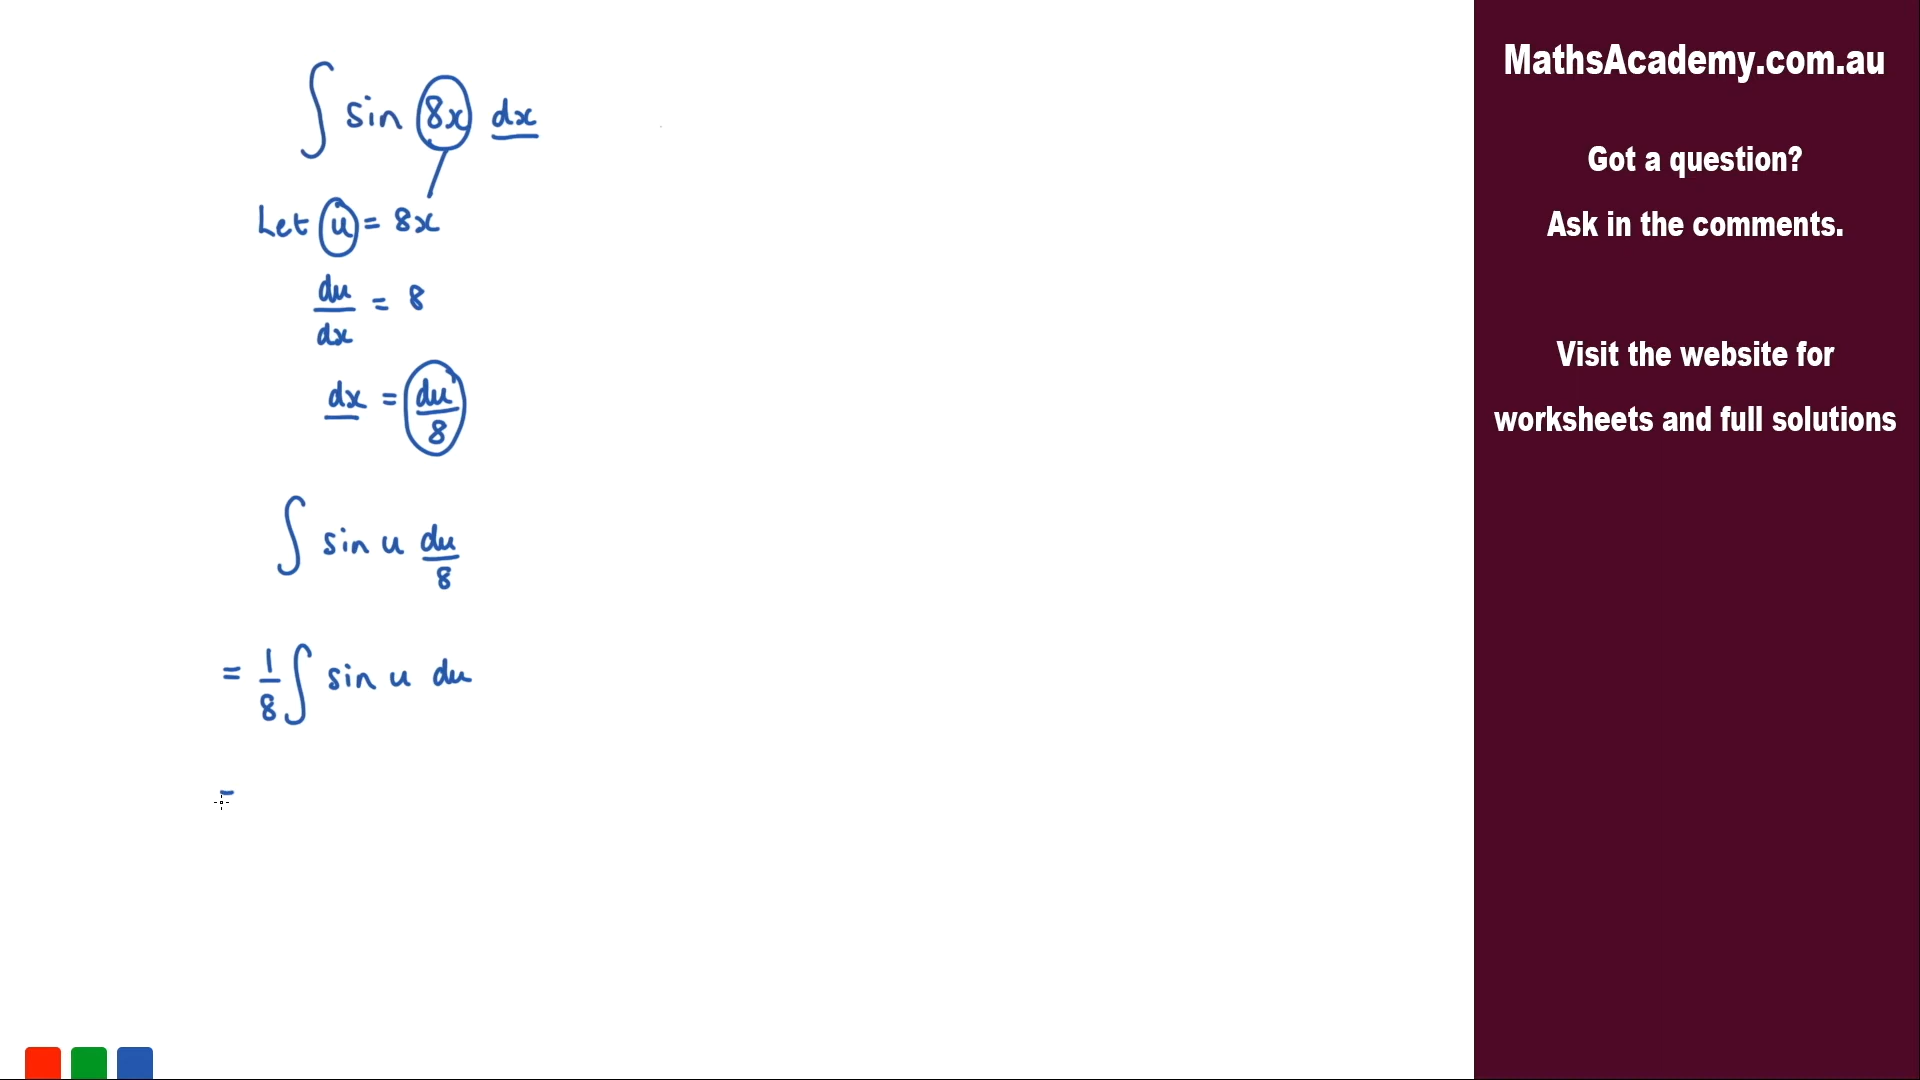 ∫ sin 8x dx
Let u = 8x
du/dx = 8
dx = du/8
∫ sin u du/8
= 1/8 ∫ sin u du
-
MathsAcademy.com.au
Got a question?
Ask in the comments.
Visit the website for
worksheets and full solutions